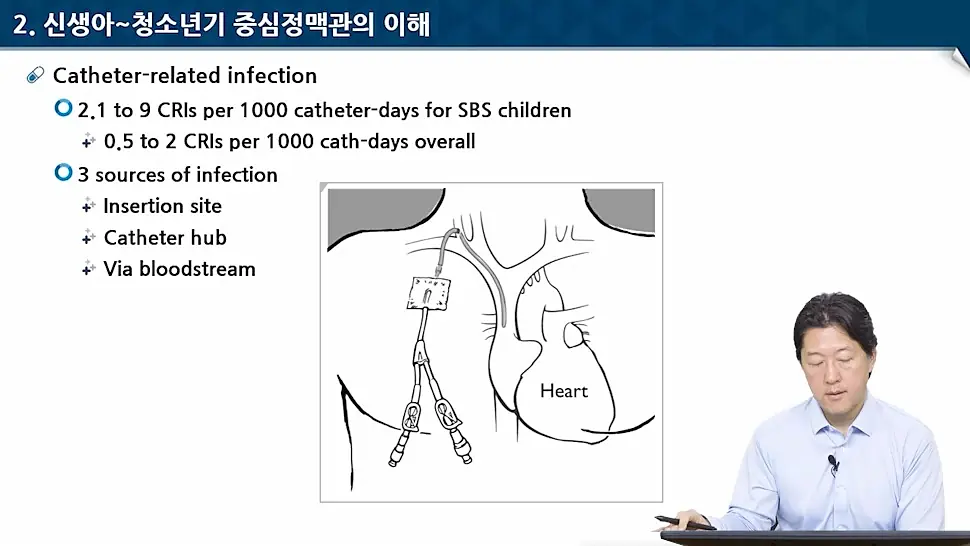 2. 신생아~청소년기 중심정맥관의 이해
Catheter-related infection
2.1 to 9 CRIs per 1000 catheter-days for SBS children
0.5 to 2 CRIs per 1000 cath-days overall
3 sources of infection
Insertion site
Catheter hub
Via bloodstream
Heart